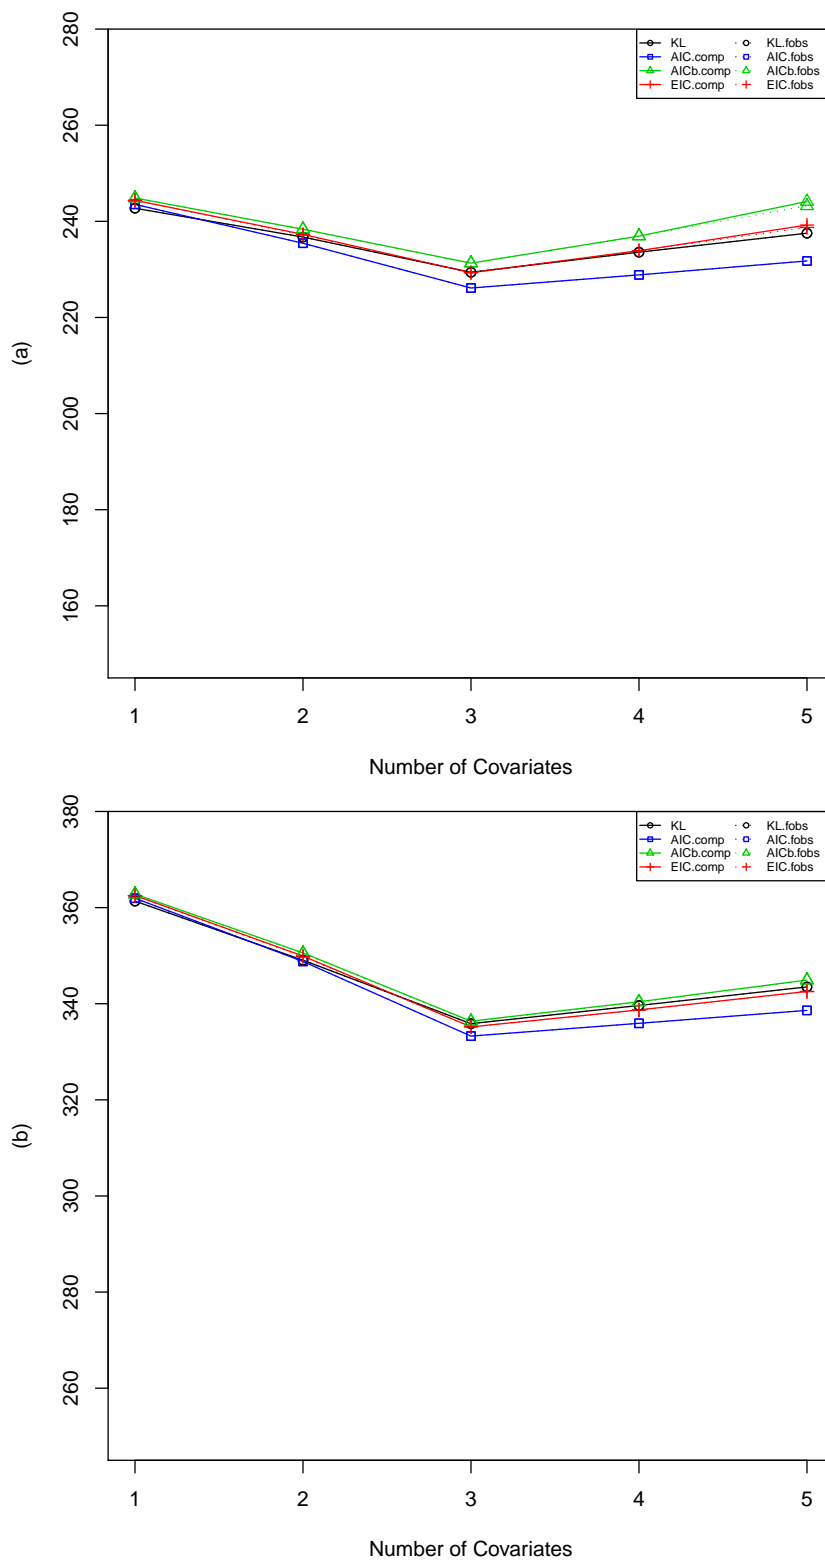 280
260
240
220
200
180
160
(a)
KL KL.fobs
AIC.comp AIC.fobs
AICb.comp AICb.fobs
EIC.comp EIC.fobs
1 2 3 4 5
Number of Covariates
380
360
340
320
300
280
260
(b)
KL KL.fobs
AIC.comp AIC.fobs
AICb.comp AICb.fobs
EIC.comp EIC.fobs
1 2 3 4 5
Number of Covariates